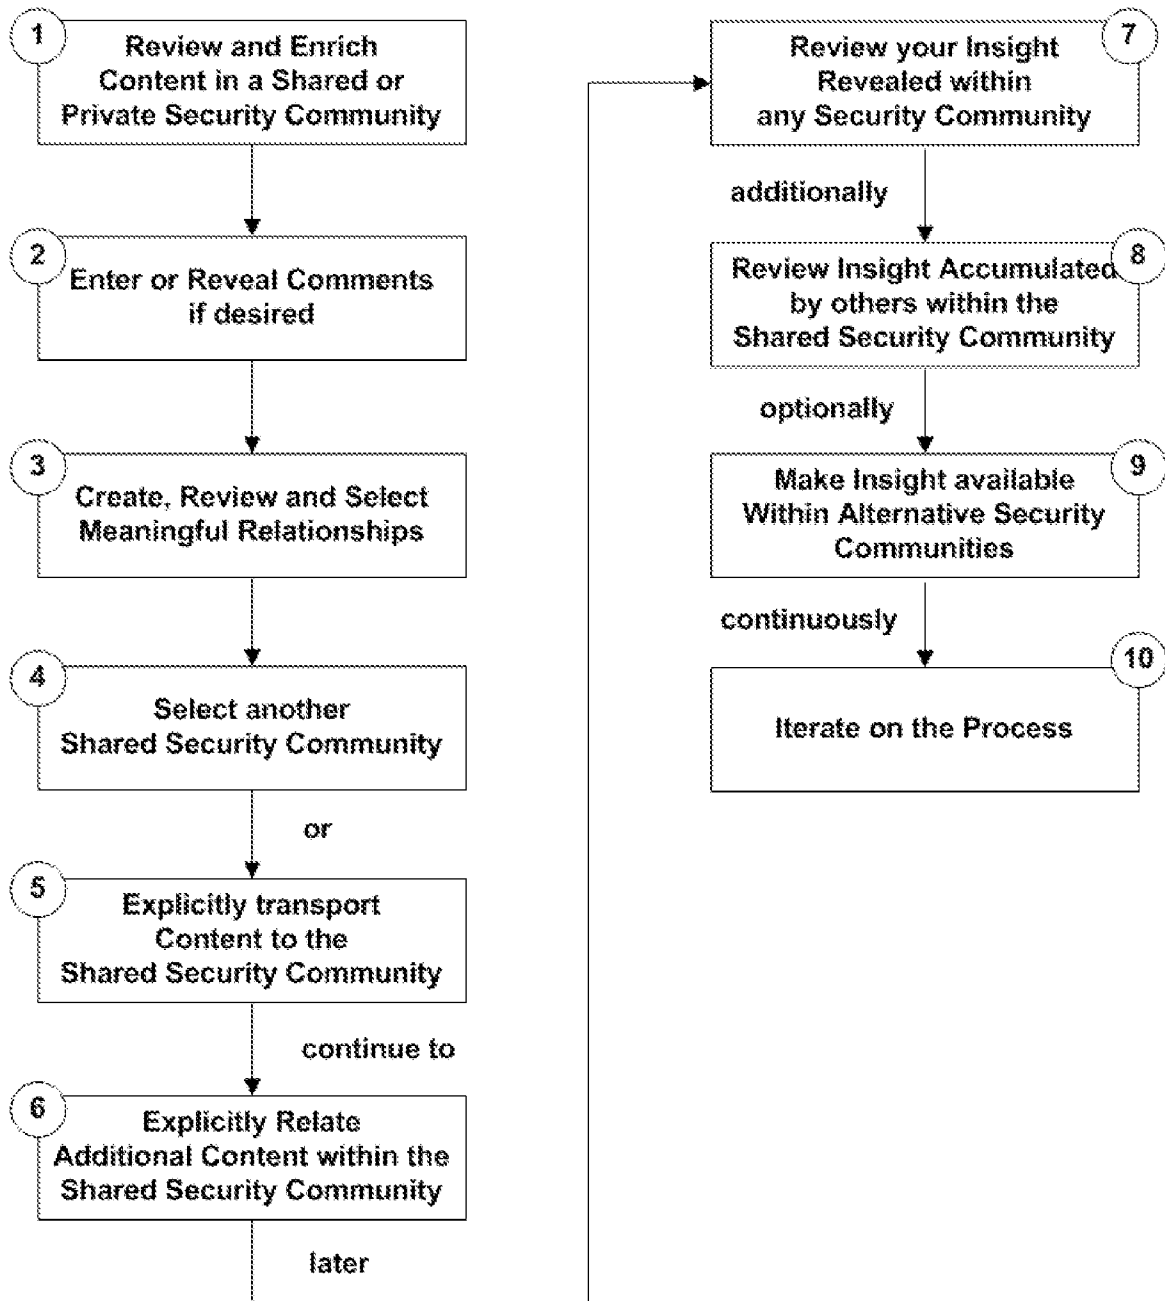 1
Review and Enrich
Content in a Shared or
Private Security Community
2
Enter or Reveal Comments
if desired
3
Create, Review and Select
Meaningful Relationships
4
Select another
Shared Security Community
or
5
Explicitly transport
Content to the
Shared Security Community
continue to
6
Explicitly Relate
Additional Content within the
Shared Security Community
later
7
Review your Insight
Revealed within
any Security Community
additionally
8
Review Insight Accumulated
by others within the
Shared Security Community
optionally
9
Make Insight available
Within Alternative Security
Communities
continuously
10
Iterate on the Process